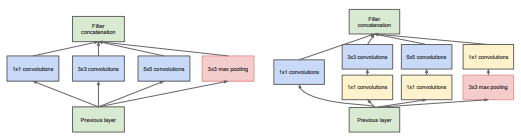 Filter
concatenation
1x1 convolutions
3x3 convolutions
5x5 convolutions
3x3 max pooling
Previous layer
Filter
concatenation
3x3 convolutions
5x5 convolutions
1x1 convolutions
1x1 convolutions
1x1 convolutions
1x1 convolutions
3x3 max pooling
Previous layer